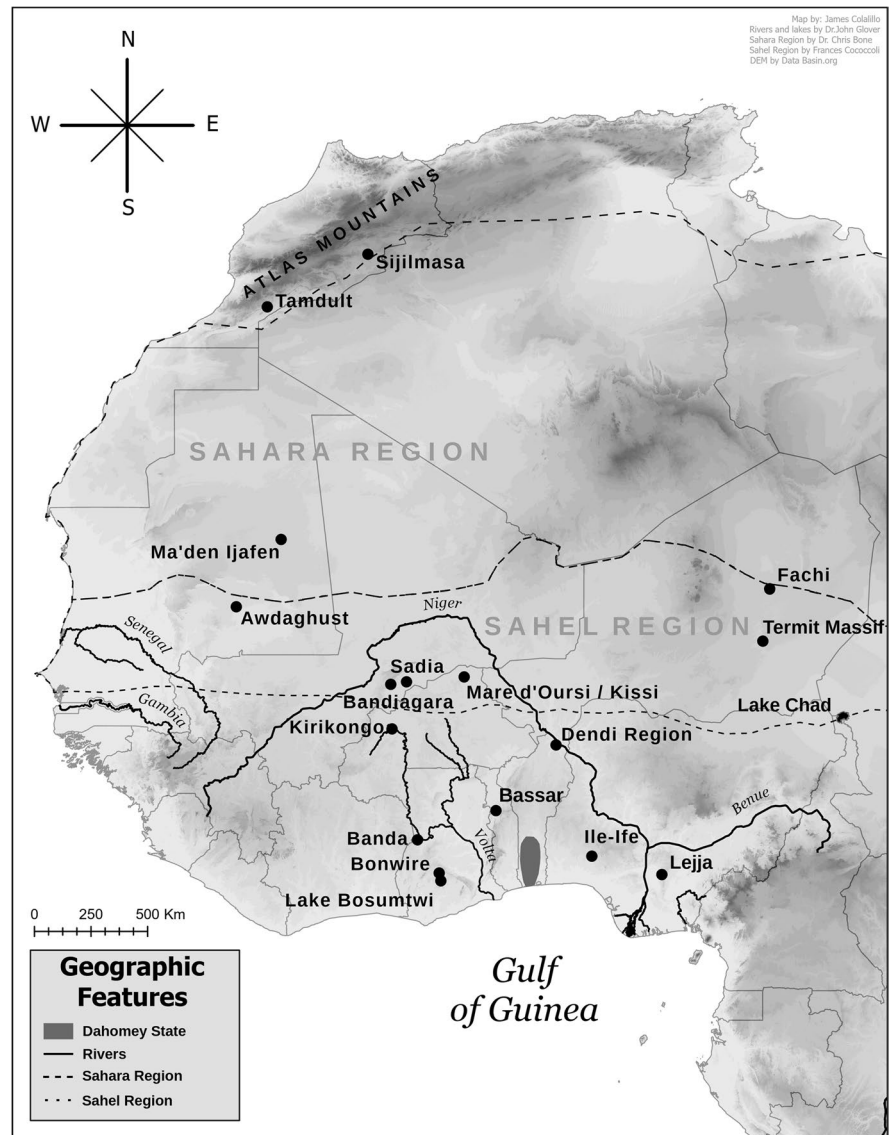 Map by: James Colalillo
Rivers and lakes by Dr.John Glover
Sahara Region by Dr. Chris Bone
Sahel Region by Frances Cococcoli
DEM by Data Basin.org
N
W
E
S
ATLAS MOUNTAINS
Sijilmasa
Tamdult
SAHARA REGION
Ma'den Ijafen
Fachi
Niger
Awdaghust
SAHEL REGION
Termit Massif
Senegal
Sadia
Mare d'Oursi / Kissi
Bandiagara
Lake Chad
Gambia
Kirikongo
Dendi Region
Bassar
Benue
Banda
Volta
Ile-Ife
Bonwire
Lejja
Lake Bosumtwi
0 250 500 Km
Gulf
of Guinea
Geographic
Features
Dahomey State
Rivers
Sahara Region
Sahel Region